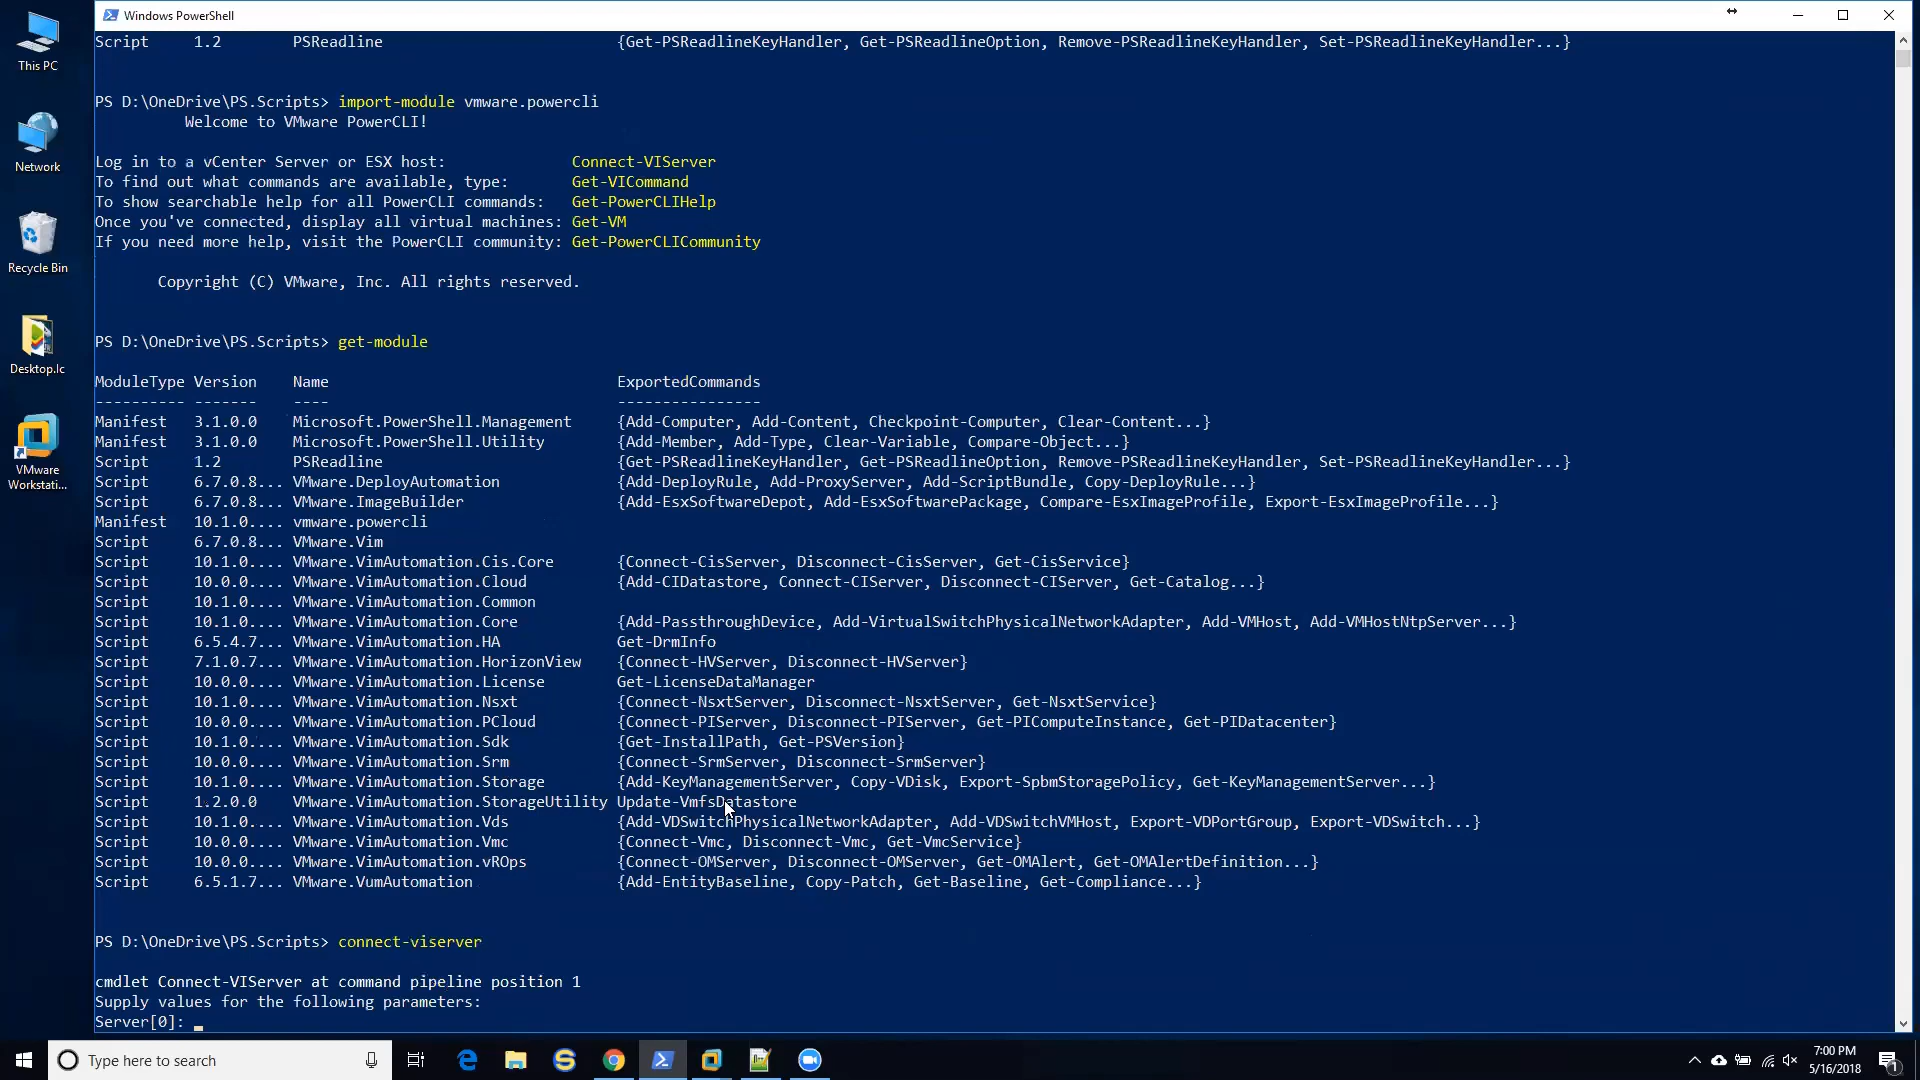 Windows PowerShell
Script 1.2 PSReadline {Get-PSReadlineKeyHandler, Get-PSReadlineOption, Remove-PSReadlineKeyHandler, Set-PSReadlineKeyHandler...}
PS D:\OneDrive\PS.Scripts> import-module vmware.powercli
Welcome to VMware PowerCLI!
Log in to a vCenter Server or ESX host: Connect-VIServer
To find out what commands are available, type: Get-VICommand
To show searchable help for all PowerCLI commands: Get-PowerCLIHelp
Once you've connected, display all virtual machines: Get-VM
If you need more help, visit the PowerCLI community: Get-PowerCLICommunity
Copyright (C) VMware, Inc. All rights reserved.
PS D:\OneDrive\PS.Scripts> get-module
ModuleType Version Name ExportedCommands
---------- ------- ---- ----------------
Manifest 3.1.0.0 Microsoft.PowerShell.Management {Add-Computer, Add-Content, Checkpoint-Computer, Clear-Content...}
Manifest 3.1.0.0 Microsoft.PowerShell.Utility {Add-Member, Add-Type, Clear-Variable, Compare-Object...}
Script 1.2 PSReadline {Get-PSReadlineKeyHandler, Get-PSReadlineOption, Remove-PSReadlineKeyHandler, Set-PSReadlineKeyHandler...}
Script 6.7.0.8... VMware.DeployAutomation {Add-DeployRule, Add-ProxyServer, Add-ScriptBundle, Copy-DeployRule...}
Script 6.7.0.8... VMware.ImageBuilder {Add-EsxSoftwareDepot, Add-EsxSoftwarePackage, Compare-EsxImageProfile, Export-EsxImageProfile...}
Manifest 10.1.0.... vmware.powercli
Script 6.7.0.8... VMware.Vim
Script 10.1.0.... VMware.VimAutomation.Cis.Core {Connect-CisServer, Disconnect-CisServer, Get-CisService}
Script 10.0.0.... VMware.VimAutomation.Cloud {Add-CIDatastore, Connect-CIServer, Disconnect-CIServer, Get-Catalog...}
Script 10.1.0.... VMware.VimAutomation.Common
Script 10.1.0.... VMware.VimAutomation.Core {Add-PassthroughDevice, Add-VirtualSwitchPhysicalNetworkAdapter, Add-VMHost, Add-VMHostNtpServer...}
Script 6.5.4.7... VMware.VimAutomation.HA Get-DrmInfo
Script 7.1.0.7... VMware.VimAutomation.HorizonView {Connect-HVServer, Disconnect-HVServer}
Script 10.0.0.... VMware.VimAutomation.License Get-LicenseDataManager
Script 10.1.0.... VMware.VimAutomation.Nsxt {Connect-NsxtServer, Disconnect-NsxtServer, Get-NsxtService}
Script 10.0.0.... VMware.VimAutomation.PCloud {Connect-PIServer, Disconnect-PIServer, Get-PIComputeInstance, Get-PIDatacenter}
Script 10.1.0.... VMware.VimAutomation.Sdk {Get-InstallPath, Get-PSVersion}
Script 10.0.0.... VMware.VimAutomation.Srm {Connect-SrmServer, Disconnect-SrmServer}
Script 10.1.0.... VMware.VimAutomation.Storage {Add-KeyManagementServer, Copy-VDisk, Export-SpbmStoragePolicy, Get-KeyManagementServer...}
Script 1.2.0.0 VMware.VimAutomation.StorageUtility Update-VmfsDatastore
Script 10.1.0.... VMware.VimAutomation.Vds {Add-VDSwitchPhysicalNetworkAdapter, Add-VDSwitchVMHost, Export-VDPortGroup, Export-VDSwitch...}
Script 10.0.0.... VMware.VimAutomation.Vmc {Connect-Vmc, Disconnect-Vmc, Get-VmcService}
Script 10.0.0.... VMware.VimAutomation.vROps {Connect-OMServer, Disconnect-OMServer, Get-OMAlert, Get-OMAlertDefinition...}
Script 6.5.1.7... VMware.VumAutomation {Add-EntityBaseline, Copy-Patch, Get-Baseline, Get-Compliance...}
PS D:\OneDrive\PS.Scripts> connect-viserver
cmdlet Connect-VIServer at command pipeline position 1
Supply values for the following parameters:
Server[0]:
This PC
Network
Recycle Bin
Desktop.lc
VMware
Workstati...
Type here to search
7:00 PM
5/16/2018
1